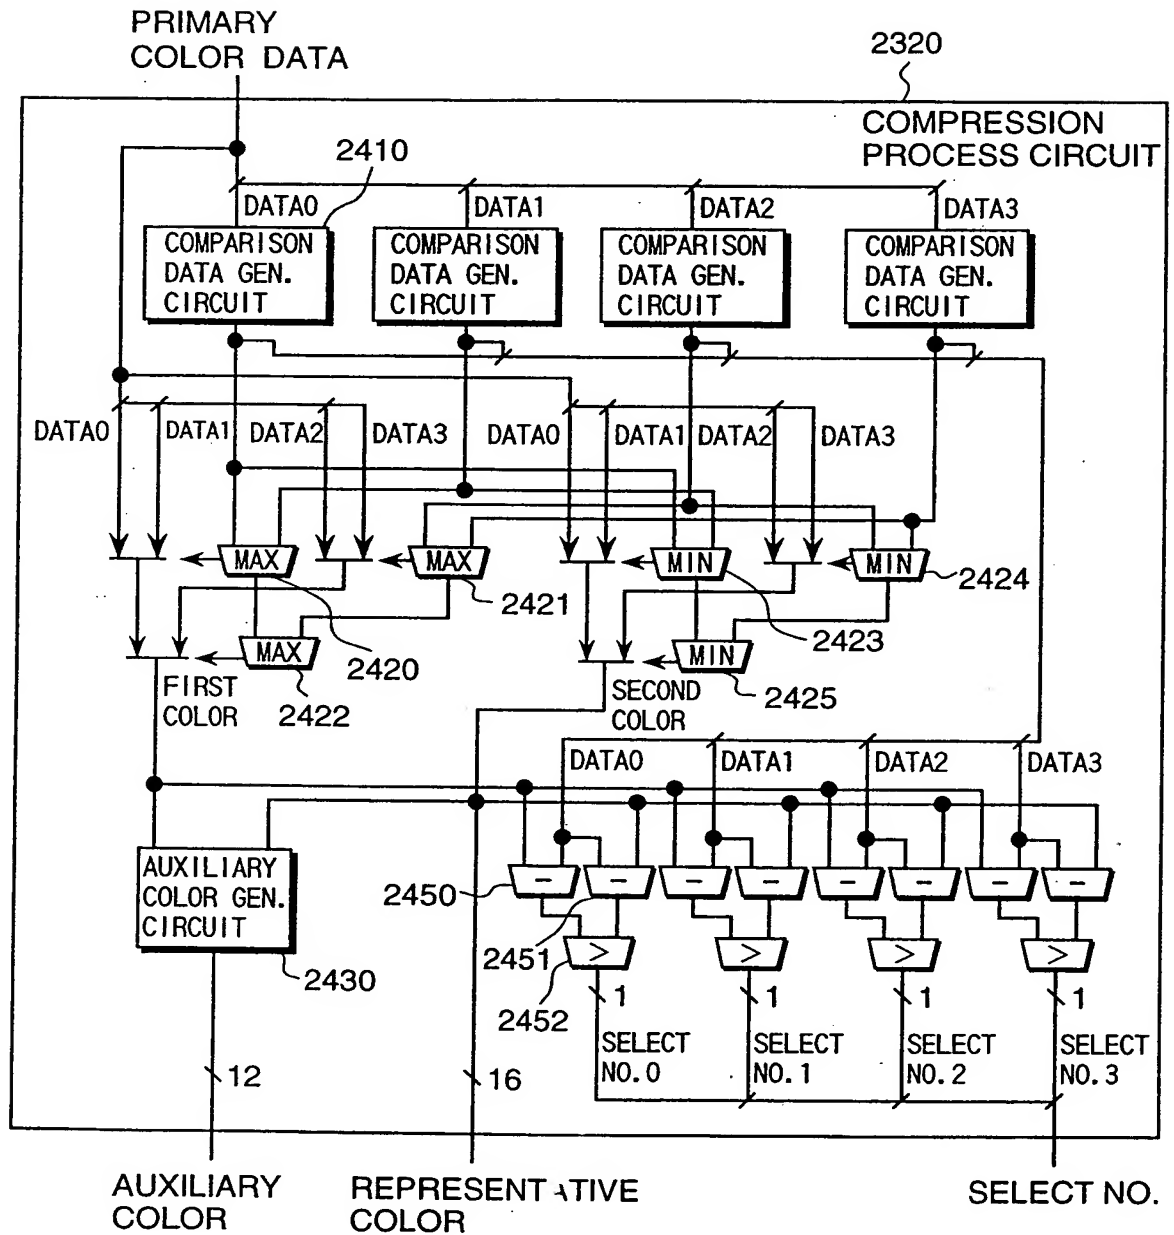 PRIMARY
COLOR DATA
2320
COMPRESSION
PROCESS CIRCUIT
2410
DATA0
DATA1
DATA2
DATA3
COMPARISON
DATA GEN.
CIRCUIT
COMPARISON
DATA GEN.
CIRCUIT
COMPARISON
DATA GEN.
CIRCUIT
COMPARISON
DATA GEN.
CIRCUIT
DATA0
DATA1
DATA2
DATA3
DATA0
DATA1
DATA2
DATA3
MAX
MAX
MIN
MIN
2421
2424
2423
MAX
2420
MIN
2425
FIRST
COLOR
2422
SECOND
COLOR
DATA0
DATA1
DATA2
DATA3
AUXILIARY
COLOR GEN.
CIRCUIT
2430
2450
−
−
−
−
−
−
−
−
2451
>
>
>
>
2452
1
1
1
1
SELECT
NO.0
SELECT
NO.1
SELECT
NO.2
SELECT
NO.3
12
16
AUXILIARY
COLOR
REPRESENTATIVE
COLOR
SELECT NO.